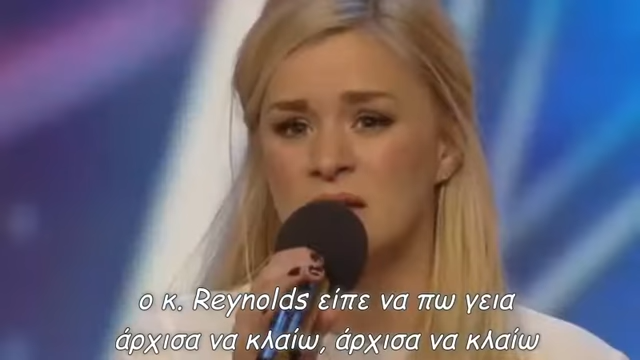 ο κ. Reynolds είπε να πω γεια
άρχισα να κλαίω, άρχισα να κλαίω